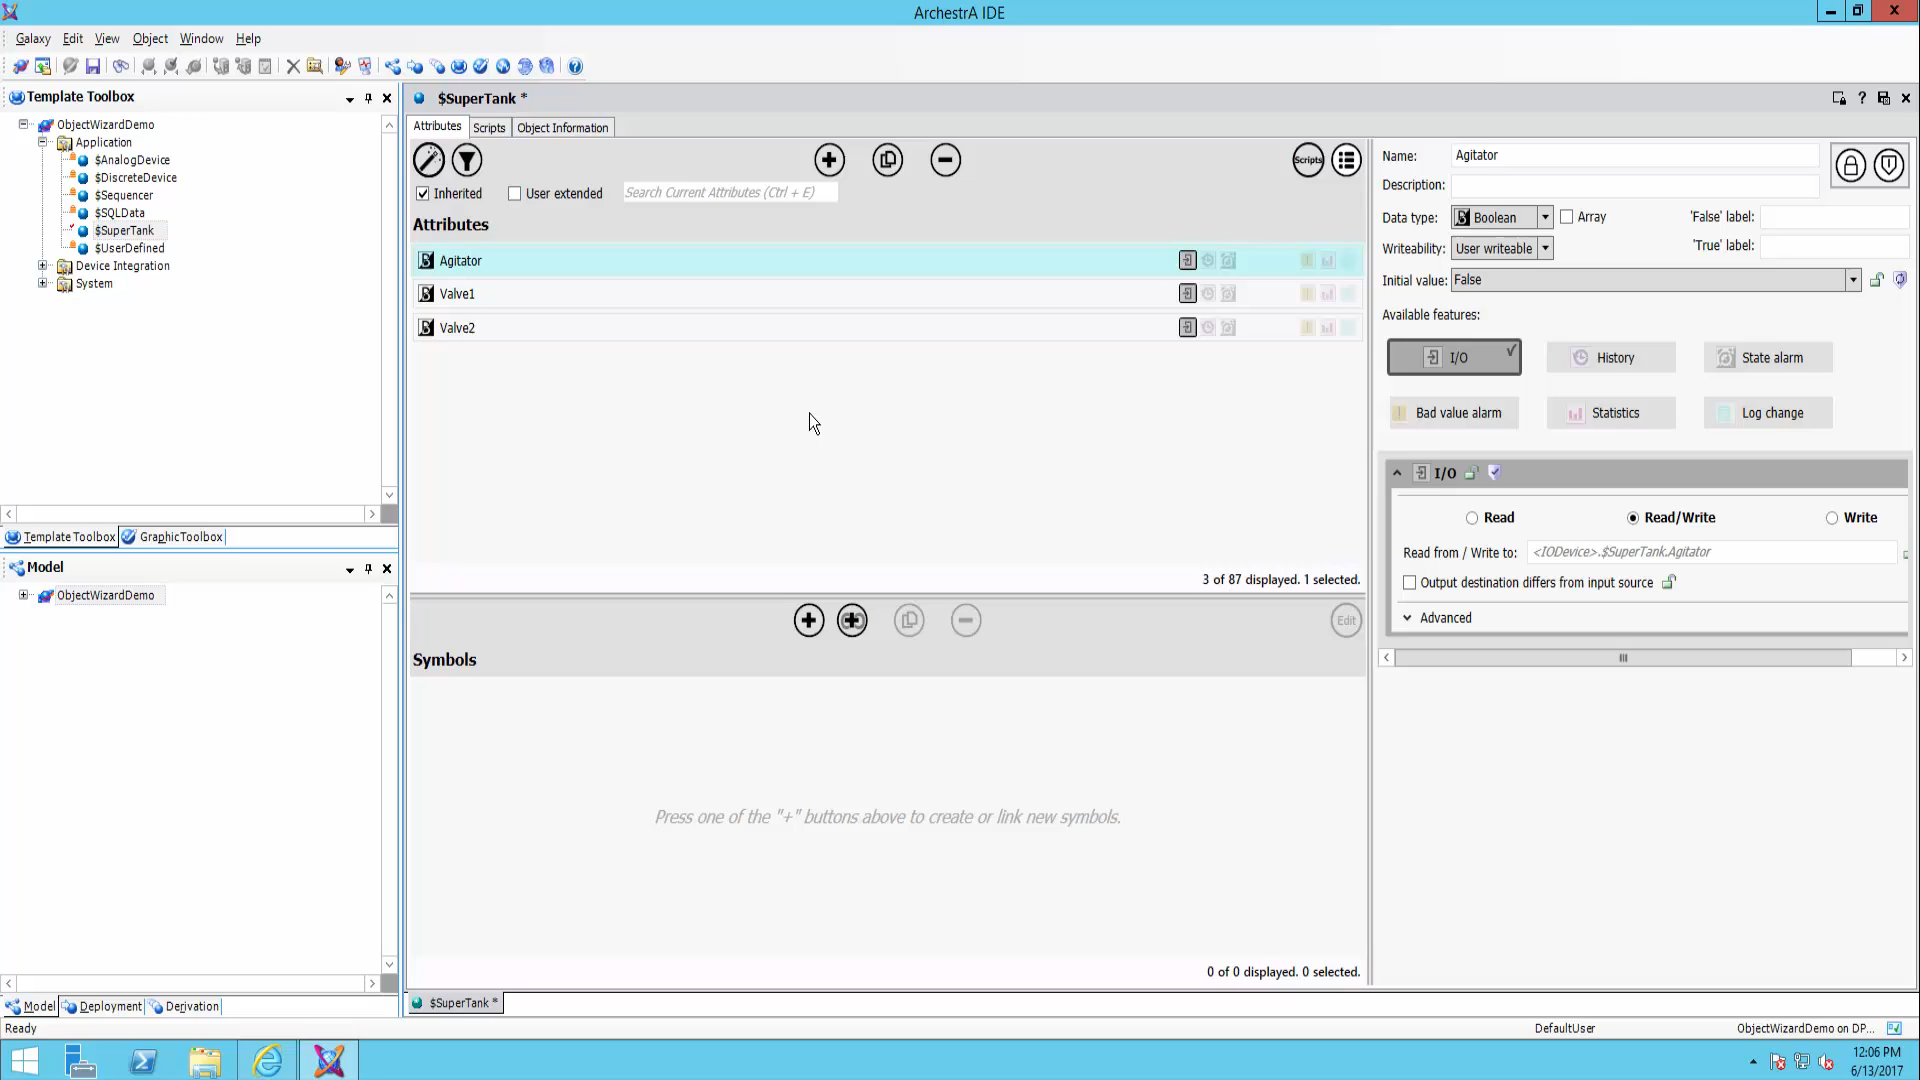 ArchestrA IDE
Galaxy Edit View Object Window Help
Template Toolbox
ObjectWizardDemo
Application
$AnalogDevice
$DiscreteDevice
$Sequencer
$SQLData
$SuperTank
$UserDefined
Device Integration
System
Template Toolbox GraphicToolbox
Model
ObjectWizardDemo
Model Deployment Derivation
Ready
$SuperTank *
Attributes Scripts Object Information
Scripts
Inherited User extended Search Current Attributes (Ctrl + E)
Attributes
Agitator
Valve1
Valve2
3 of 87 displayed. 1 selected.
Edit
Symbols
Press one of the "+" buttons above to create or link new symbols.
0 of 0 displayed. 0 selected.
$SuperTank *
Name: Agitator
Description:
Data type: Boolean Array 'False' label:
Writeability: User writeable 'True' label:
Initial value: False
Available features:
I/O History State alarm
Bad value alarm Statistics Log change
I/O
Read Read/Write Write
Read from / Write to: <IODevice>.$SuperTank.Agitator
Output destination differs from input source
Advanced
DefaultUser ObjectWizardDemo on DP...
12:06 PM
6/13/2017